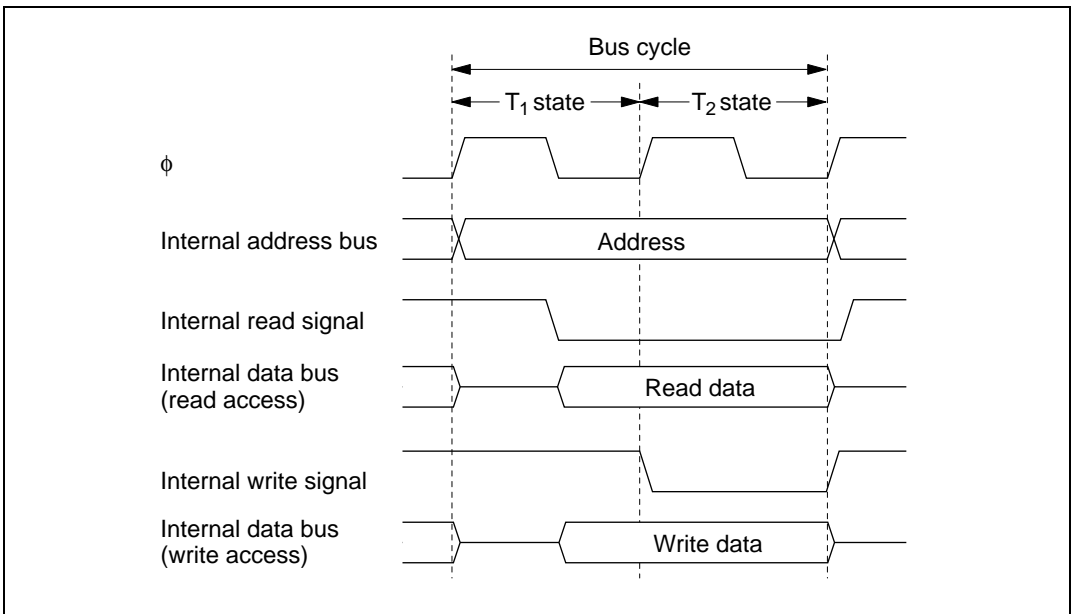 Bus cycle
T₁ state
T₂ state
ϕ
Internal address bus
Address
Internal read signal
Internal data bus
(read access)
Read data
Internal write signal
Internal data bus
(write access)
Write data